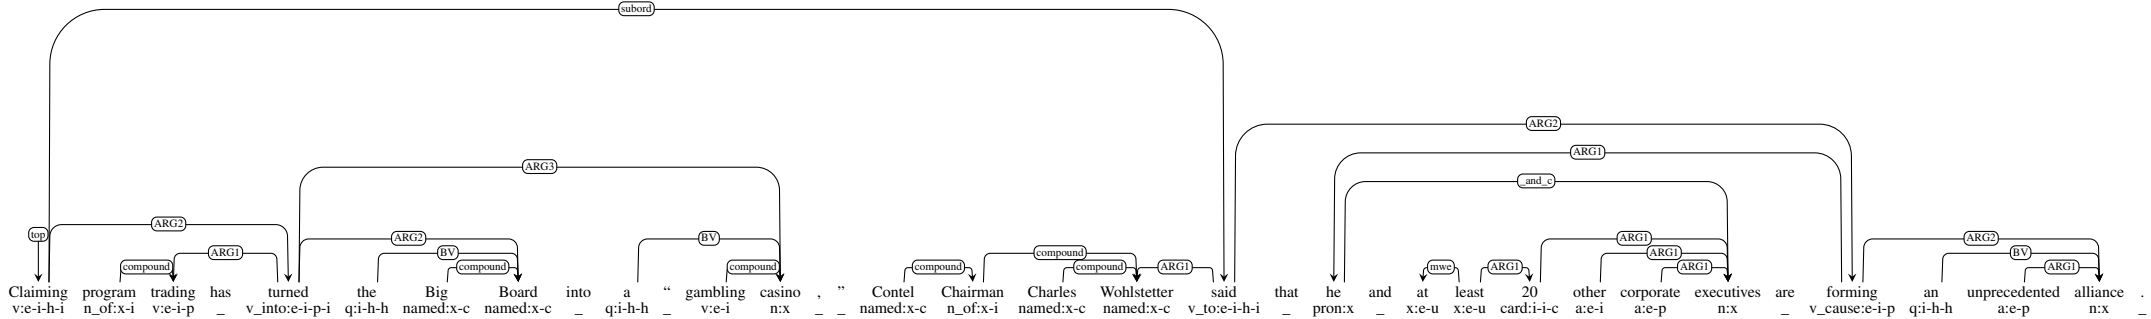 subord
ARG2
ARG1
_and_c
ARG3
top ARG2 ARG2 BV ARG1 BV compound ARG1 ARG1 ARG2 BV
compound compound compound compound compound ARG1 mwe ARG1 ARG1 ARG1
Claiming program trading has turned the Big Board into a “ gambling casino , ” Contel Chairman Charles Wohlstetter said that he and at least 20 other corporate executives are forming an unprecedented alliance .
v:e-i-h-i n_of:x-i v:e-i-p _ v_into:e-i-p-i q:i-h-h named:x-c named:x-c _ q:i-h-h _ v:e-i n:x _ _ named:x-c n_of:x-i named:x-c named:x-c v_to:e-i-h-i _ pron:x _ x:e-u x:e-u card:i-i-c a:e-i a:e-p n:x _ v_cause:e-i-p q:i-h-h a:e-p n:x _